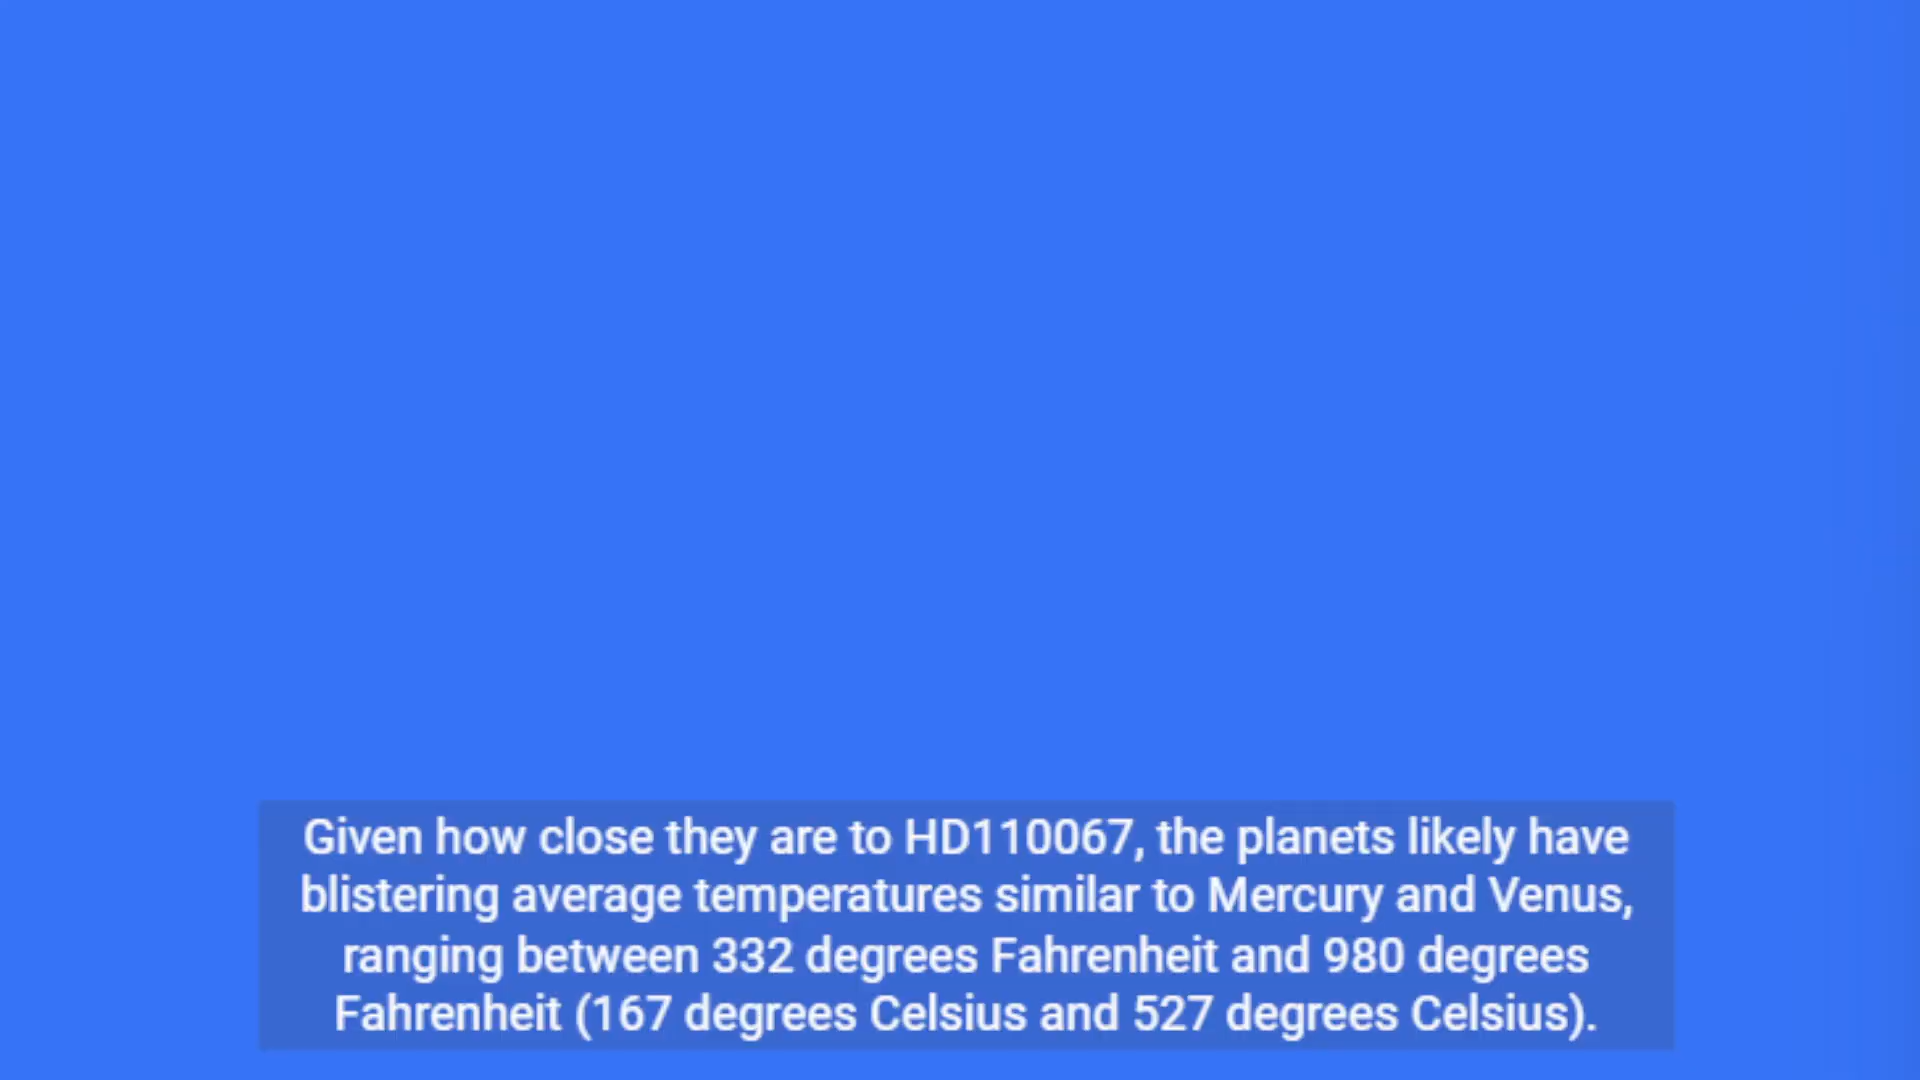 Given how close they are to HD110067, the planets likely have
blistering average temperatures similar to Mercury and Venus,
ranging between 332 degrees Fahrenheit and 980 degrees
Fahrenheit (167 degrees Celsius and 527 degrees Celsius).